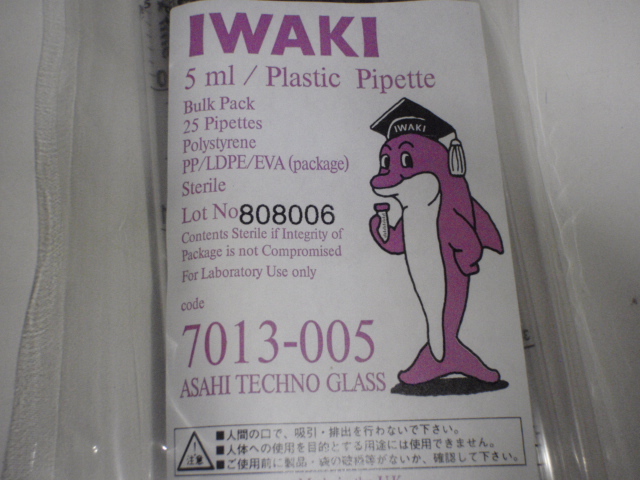 IWAKI
5 ml / Plastic Pipette
Bulk Pack
25 Pipettes
Polystyrene
PP/LDPE/EVA (package)
Sterile
Lot No 808006
Contents Sterile if Integrity of
Package is not Compromised
For Laboratory Use only
code
7013-005
ASAHI TECHNO GLASS
IWAKI
注意
■人間の口で、吸引・排出を行わないで下さい。
■人体への使用を目的とする用途には使用できません。
■ご使用前に製品・袋の破損等がないか、確認して下さい。